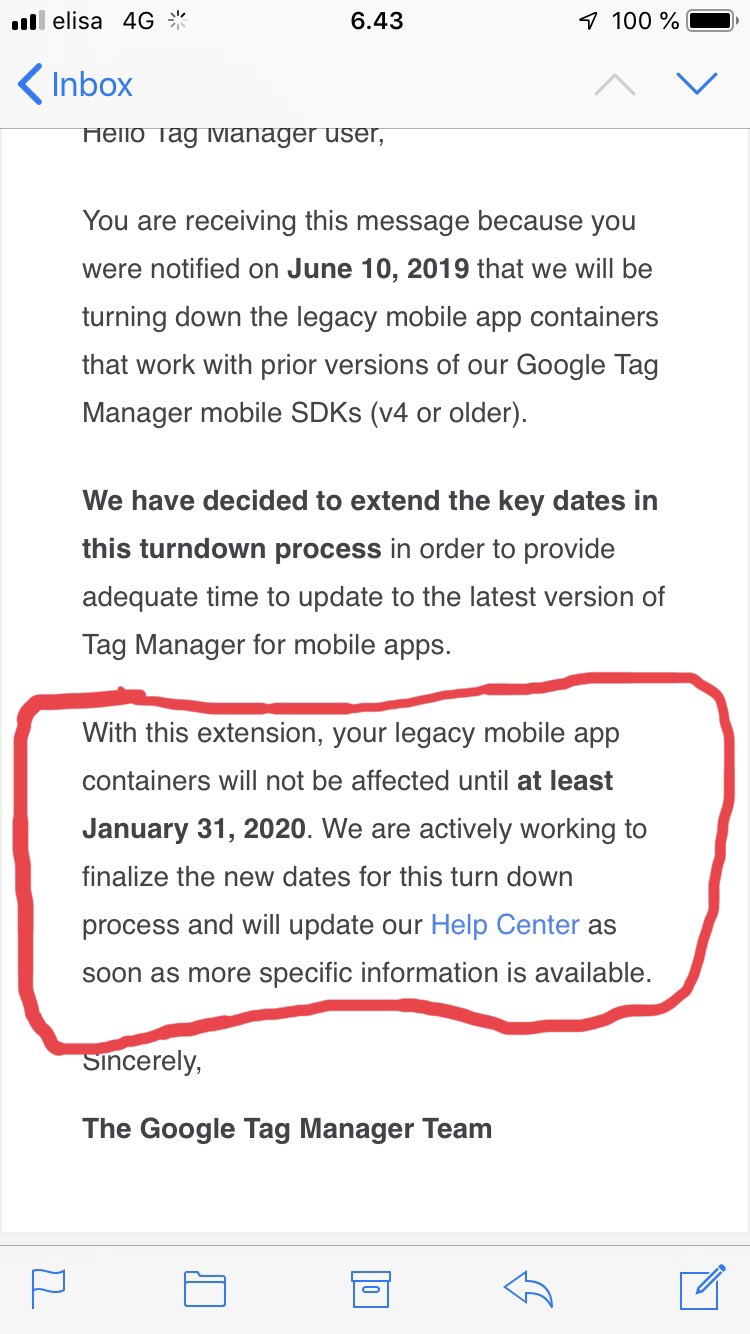 elisa 4G 6.43 100 %
Inbox
Hello Tag Manager user,
You are receiving this message because you
were notified on June 10, 2019 that we will be
turning down the legacy mobile app containers
that work with prior versions of our Google Tag
Manager mobile SDKs (v4 or older).
We have decided to extend the key dates in
this turndown process in order to provide
adequate time to update to the latest version of
Tag Manager for mobile apps.
With this extension, your legacy mobile app
containers will not be affected until at least
January 31, 2020. We are actively working to
finalize the new dates for this turn down
process and will update our Help Center as
soon as more specific information is available.
Sincerely,
The Google Tag Manager Team